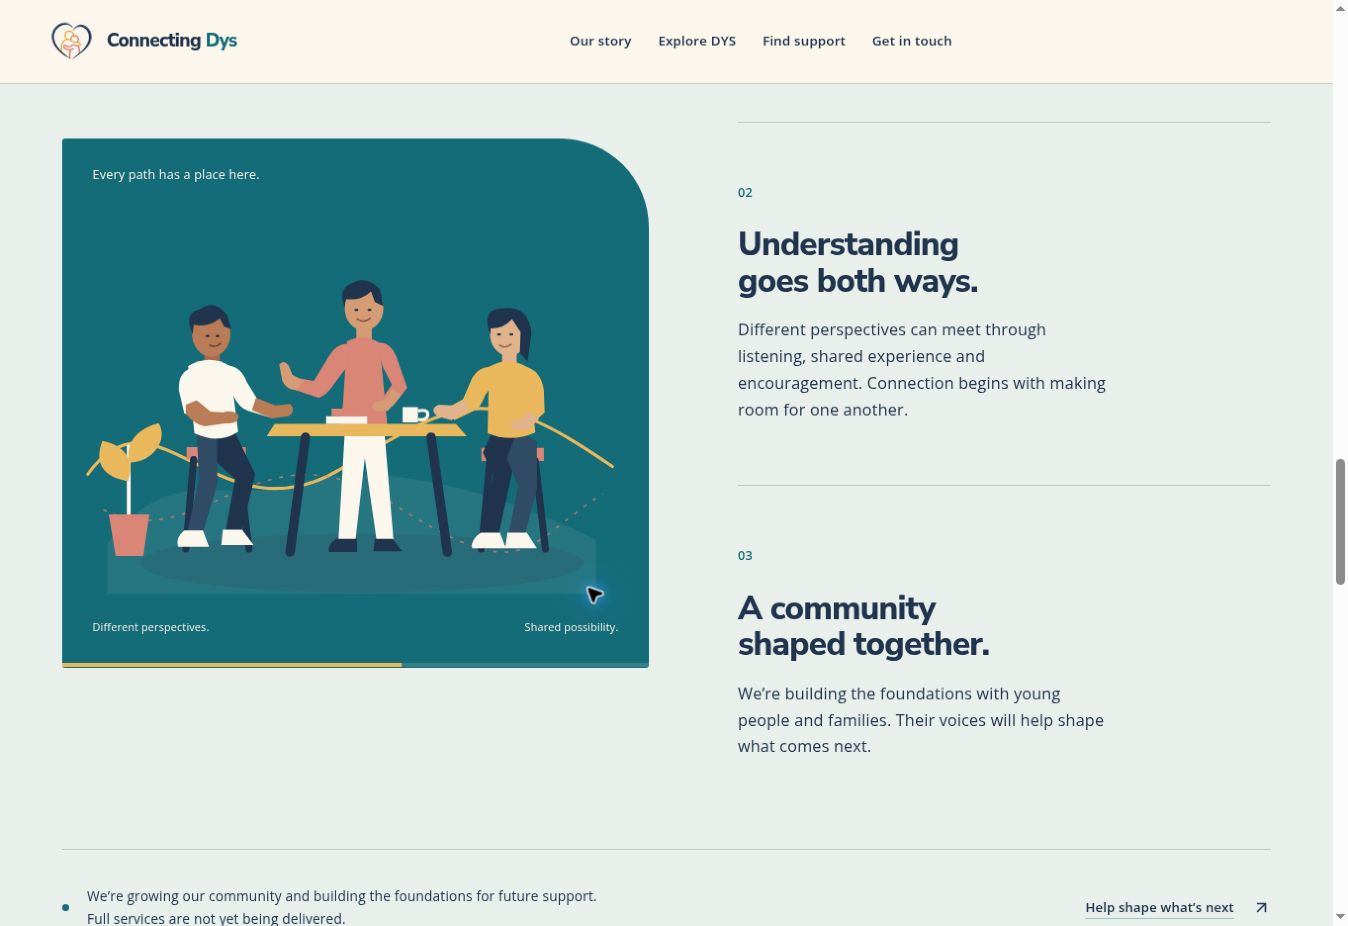 Connecting Dys
Our story
Explore DYS
Find support
Get in touch
Every path has a place here.
Different perspectives.
Shared possibility.
02
Understanding
goes both ways.
Different perspectives can meet through
listening, shared experience and
encouragement. Connection begins with making
room for one another.
03
A community
shaped together.
We’re building the foundations with young
people and families. Their voices will help shape
what comes next.
We’re growing our community and building the foundations for future support.
Full services are not yet being delivered.
Help shape what’s next